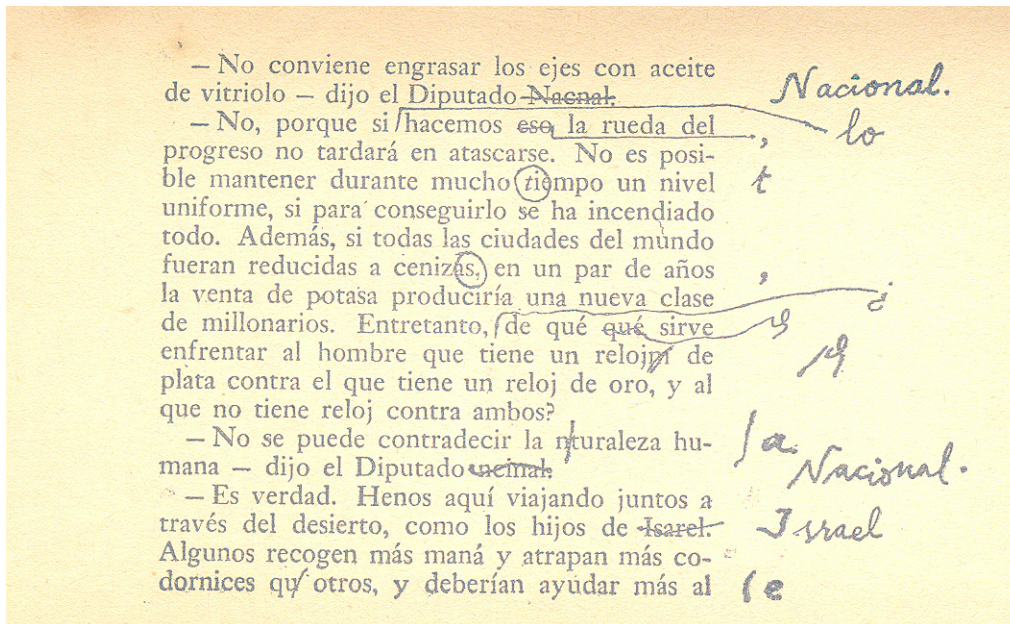 — No conviene engrasar los ejes con aceite
de vitriolo — dijo el Diputado Nacnal. Nacional.
— No, porque si hacemos eso la rueda del , lo
progreso no tardará en atascarse. No es posi-
ble mantener durante mucho tiempo un nivel t
uniforme, si para conseguirlo se ha incendiado
todo. Además, si todas las ciudades del mundo
fueran reducidas a cenizas, en un par de años ,
la venta de potasa produciría una nueva clase ¿
de millonarios. Entretanto, de qué qué sirve
enfrentar al hombre que tiene un reloj de
plata contra el que tiene un reloj de oro, y al
que no tiene reloj contra ambos?
— No se puede contradecir la nturaleza hu- a
mana — dijo el Diputado Nacional.
— Es verdad. Henos aquí viajando juntos a
través del desierto, como los hijos de Isarel. Israel
Algunos recogen más maná y atrapan más co-
dornices qu otros, y deberían ayudar más al e